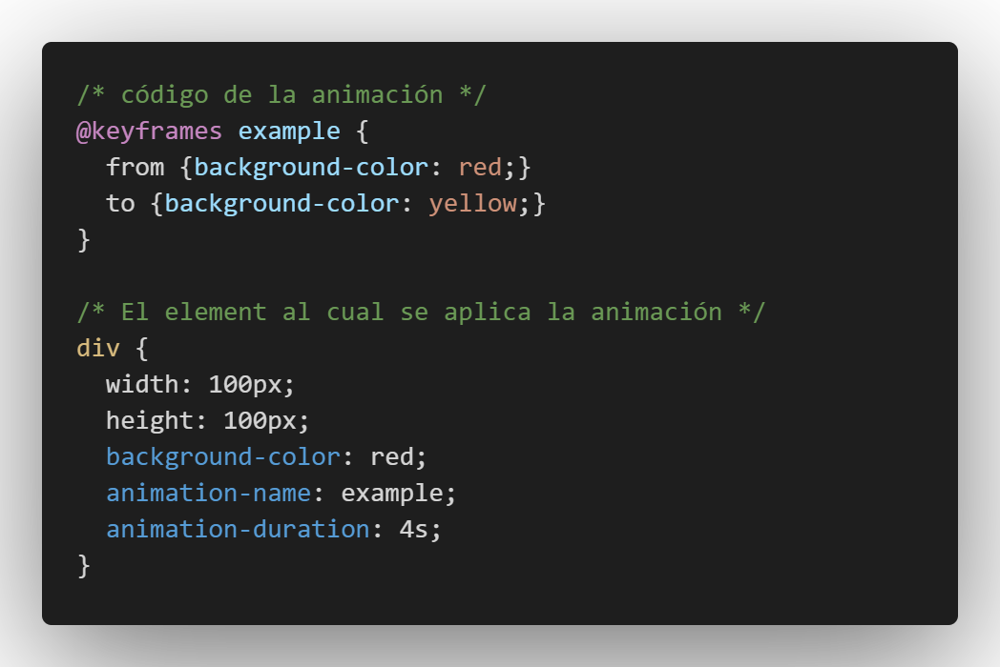 /* código de la animación */
@keyframes example {
  from {background-color: red;}
  to {background-color: yellow;}
}

/* El element al cual se aplica la animación */
div {
  width: 100px;
  height: 100px;
  background-color: red;
  animation-name: example;
  animation-duration: 4s;
}